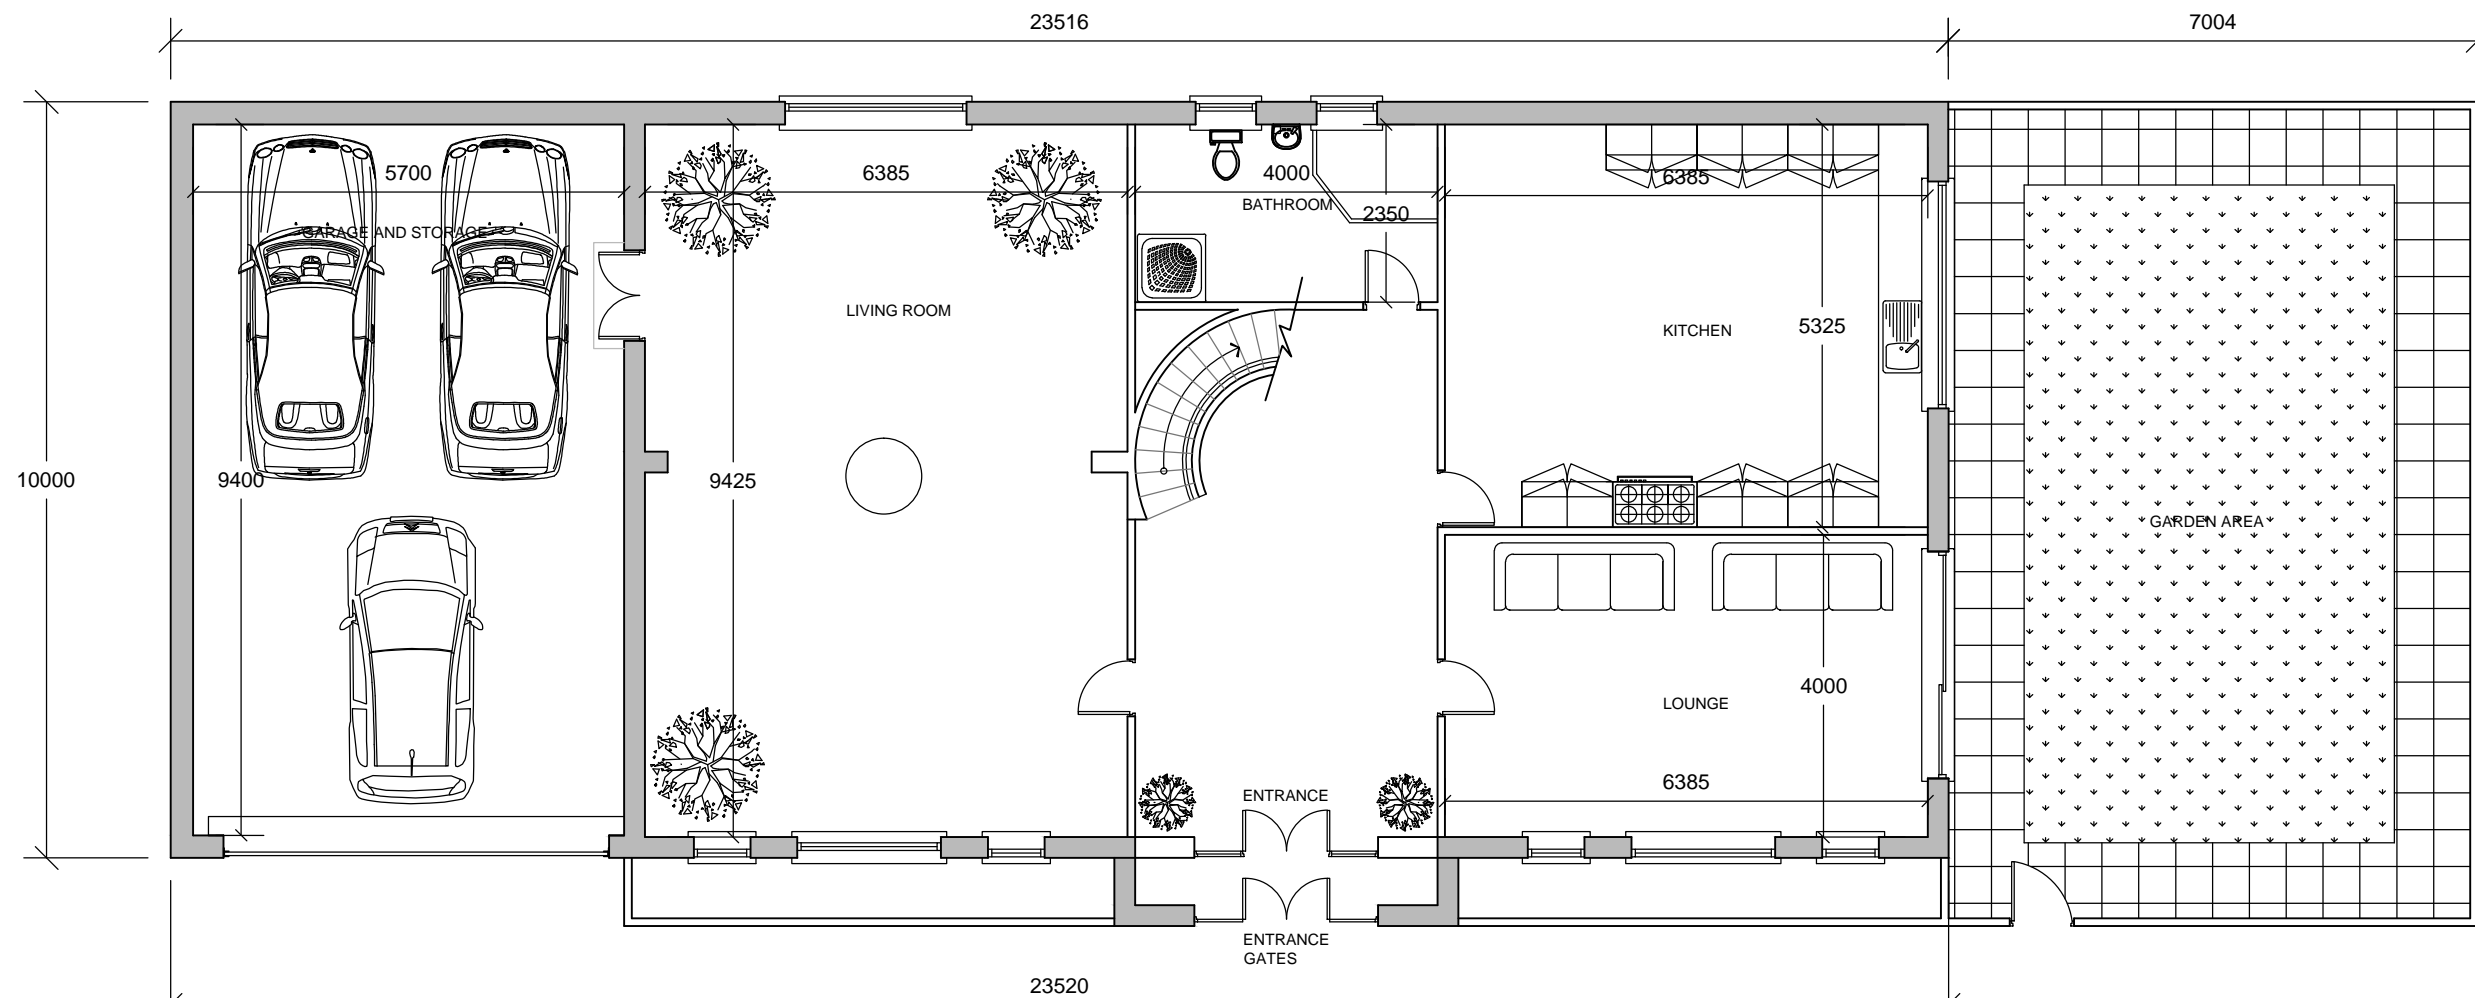 23516
7004
5700
6385
4000
6385
BATHROOM
2350
GARAGE AND STORAGE
LIVING ROOM
KITCHEN
5325
10000
9400
9425
GARDEN AREA
4000
LOUNGE
6385
ENTRANCE
ENTRANCE
GATES
23520